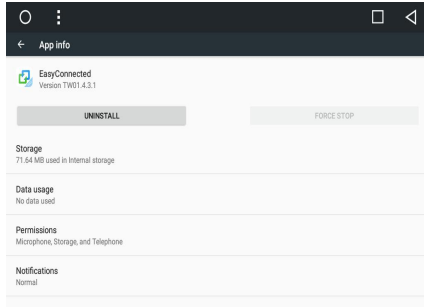 App info
EasyConnected
Version TW01.4.3.1
UNINSTALL
FORCE STOP
Storage
71.64 MB used in Internal storage
Data usage
No data used
Permissions
Microphone, Storage, and Telephone
Notifications
Normal